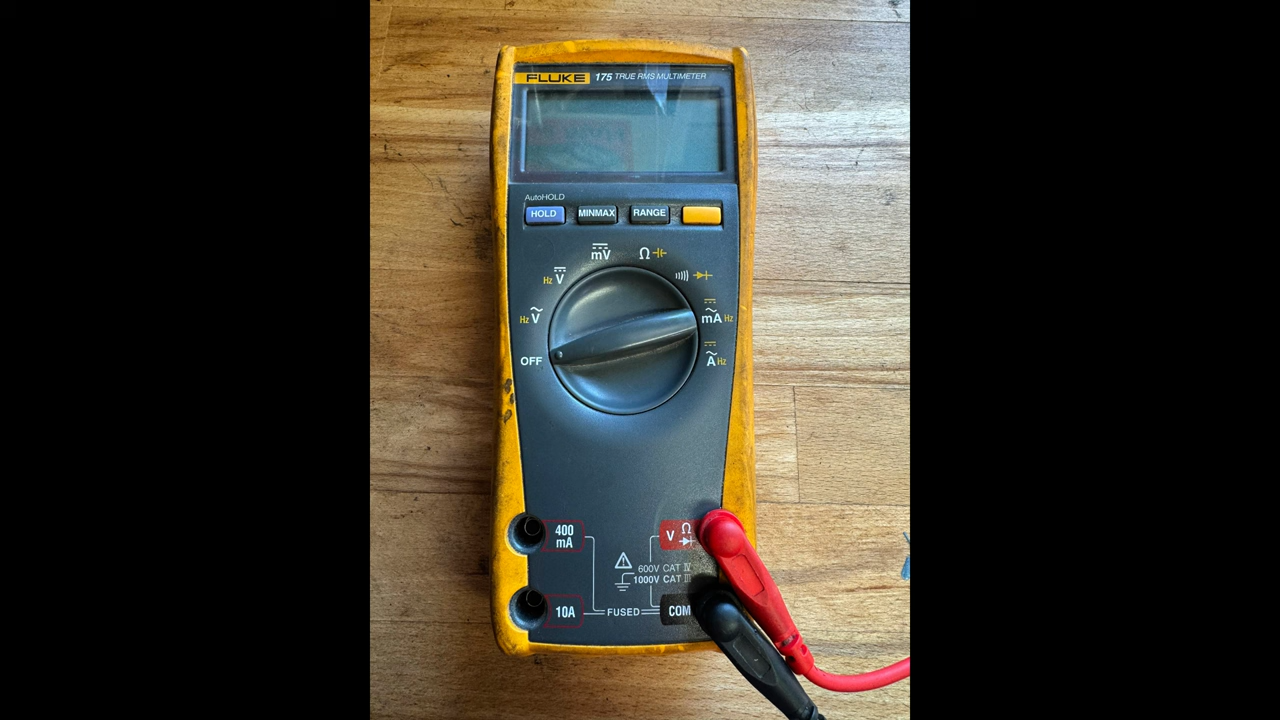 FLUKE 175 TRUE RMS MULTIMETER
AutoHOLD
HOLD MINMAX RANGE
mV Ω
Hz V
Hz V mA Hz
OFF A Hz
400 mA
V Ω
600V CAT IV
1000V CAT III
10A FUSED COM